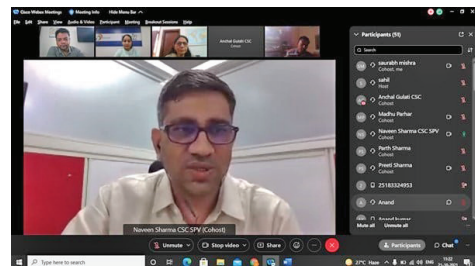 Cisco Webex Meetings
Meeting Info
Hide Menu Bar
File Edit Share View Audio & Video Participant Meeting Breakout Sessions Help
Anchal Gulati CSC
Cohost
Participants (51)
Search
saurabh mishra
Cohost, me
sahil
Host
Anchal Gulati CSC
Cohost
Madhu Parhar
Cohost
Naveen Sharma CSC SPV
Cohost
Parth Sharma
Cohost
Preeti Sharma
Cohost
25183324953
Anand
Mute all
Unmute all
Naveen Sharma CSC SPV (Cohost)
Unmute
Stop video
Share
Participants
Chat
Type here to search
27°C Haze
ENG